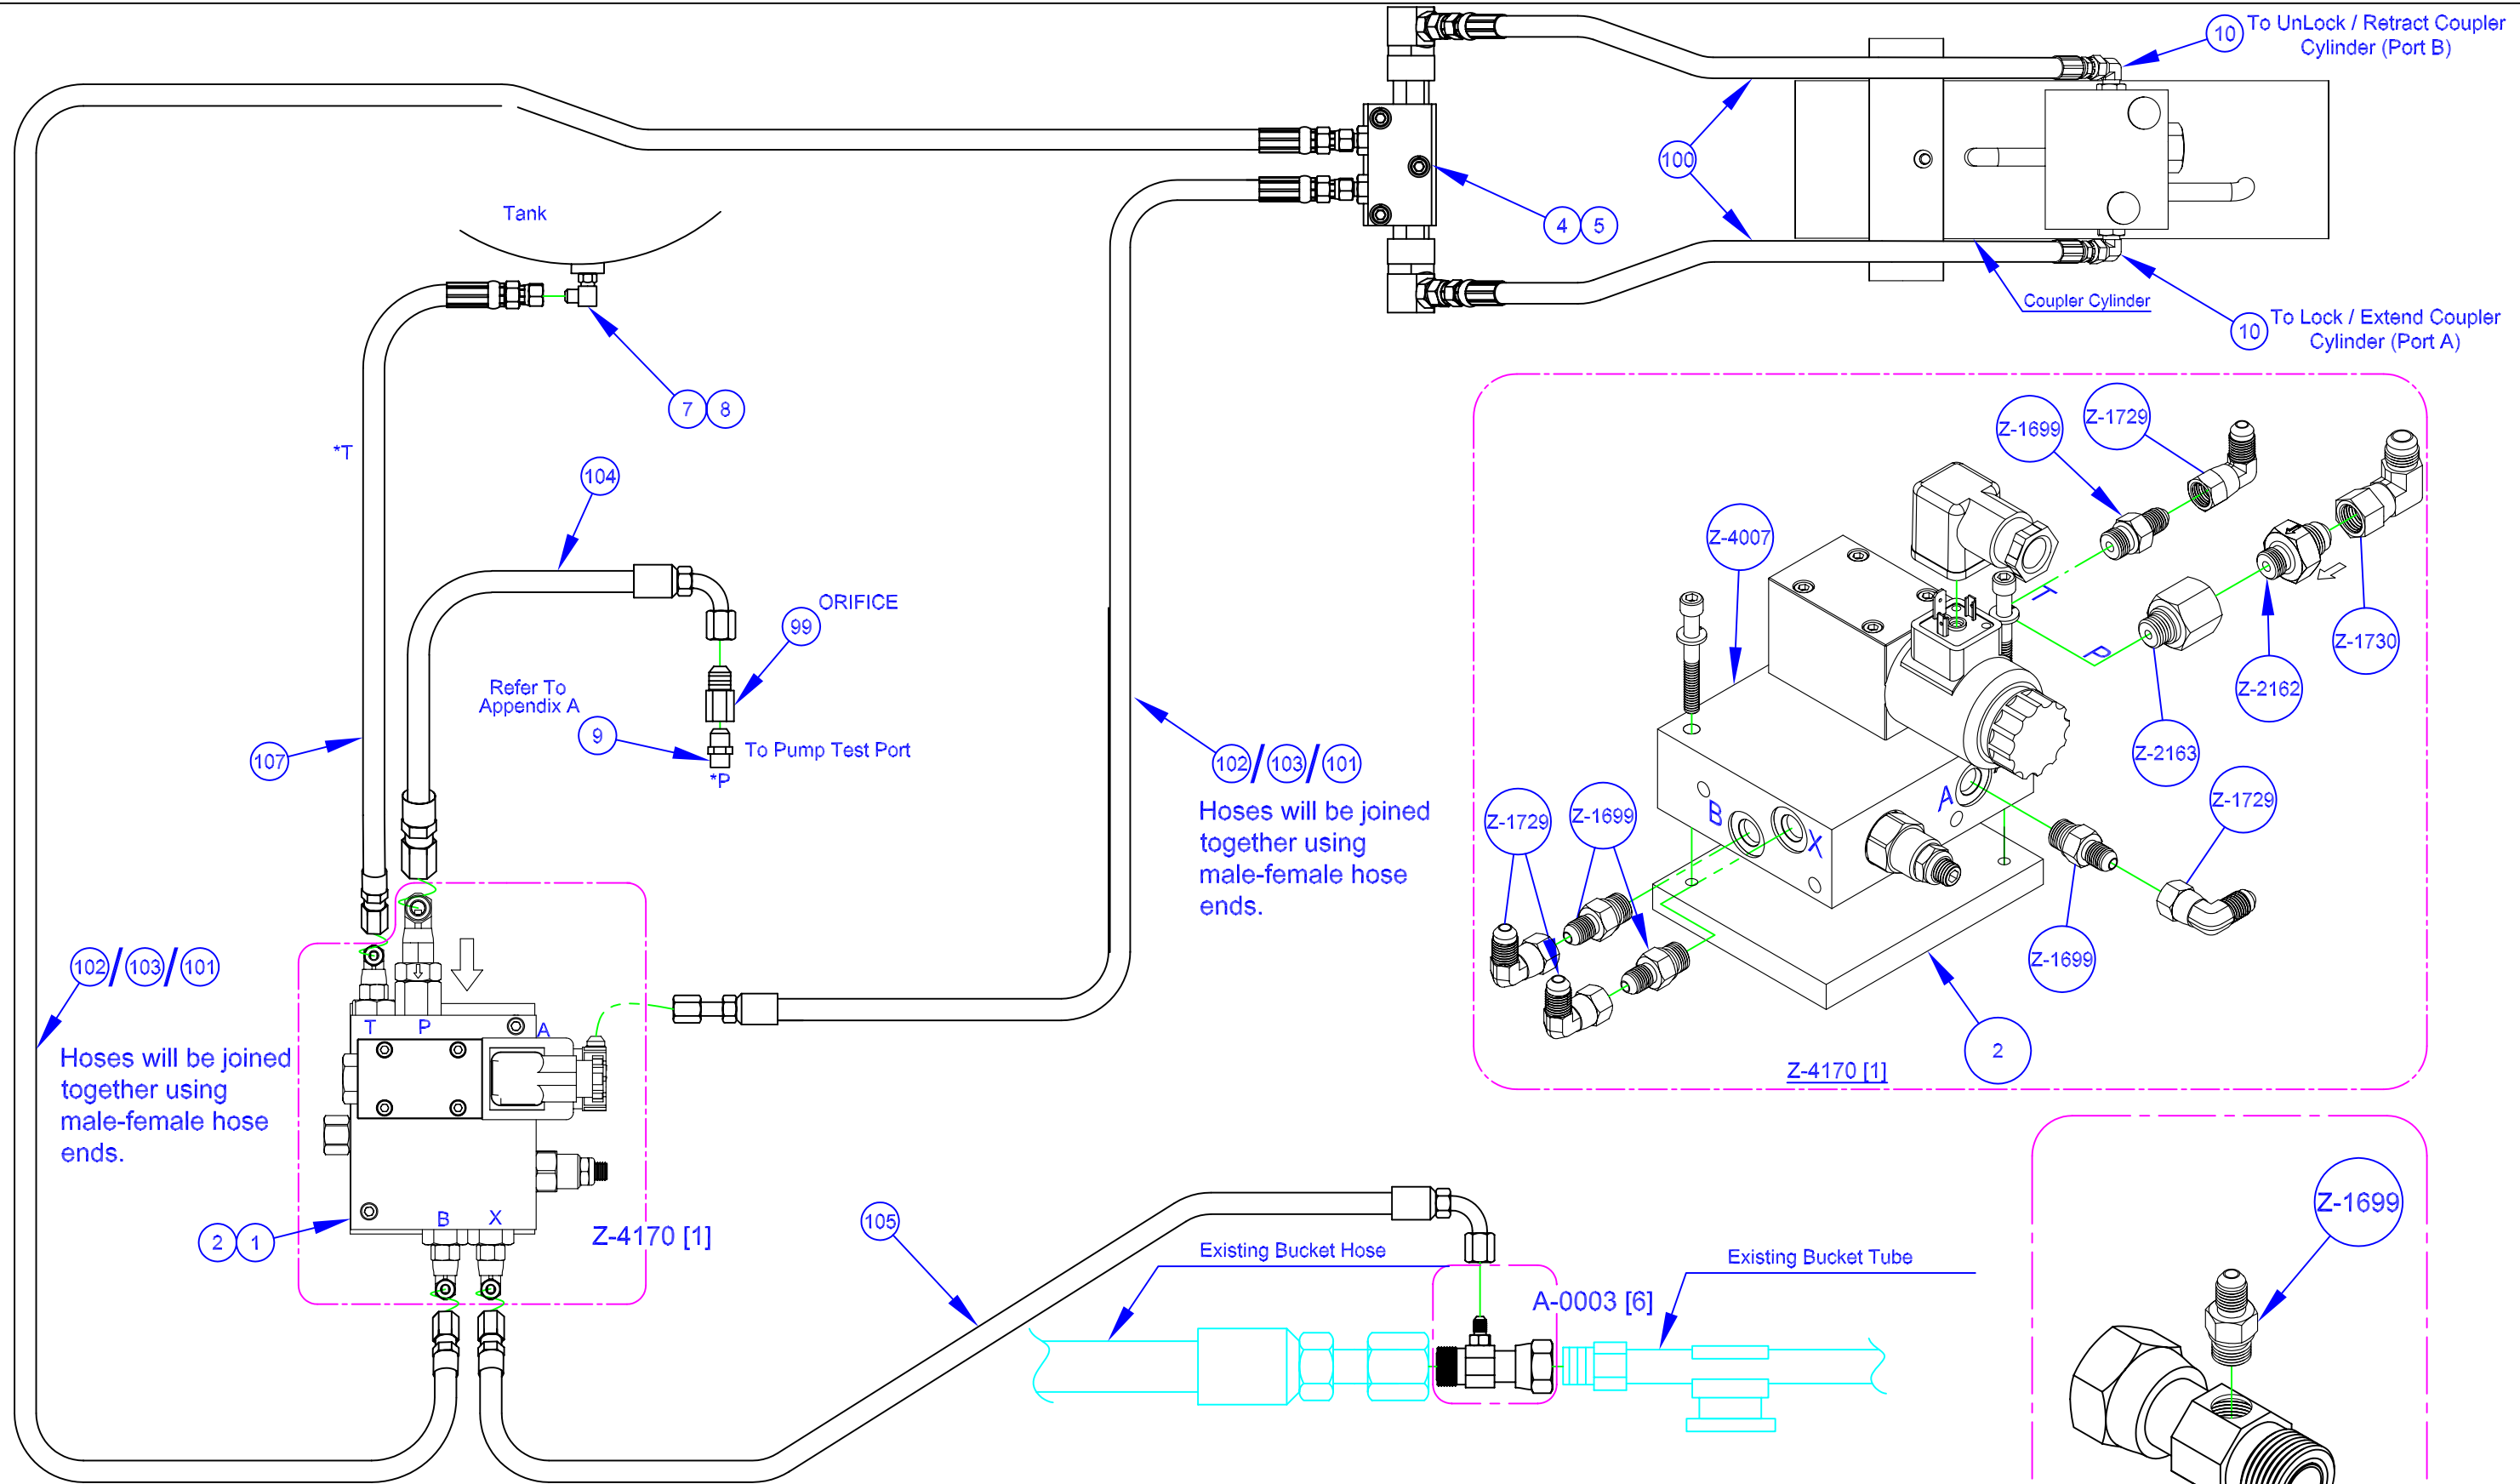 10
To UnLock / Retract Coupler
Cylinder (Port B)
100
Tank
4
5
Coupler Cylinder
10
To Lock / Extend Coupler
Cylinder (Port A)
7
8
*T
104
ORIFICE
99
Refer To
Appendix A
9
To Pump Test Port
*P
107
102/103/101
Hoses will be joined
together using
male-female hose
ends.
Z-1699
Z-1729
Z-4007
T
P
Z-1730
Z-2162
Z-2163
Z-1729
A
B
X
Z-1729
Z-1699
Z-1699
2
Z-4170 [1]
102/103/101
Hoses will be joined
together using
male-female hose
ends.
T
P
A
B
X
2
1
Z-4170 [1]
105
Existing Bucket Hose
Existing Bucket Tube
A-0003 [6]
Z-1699